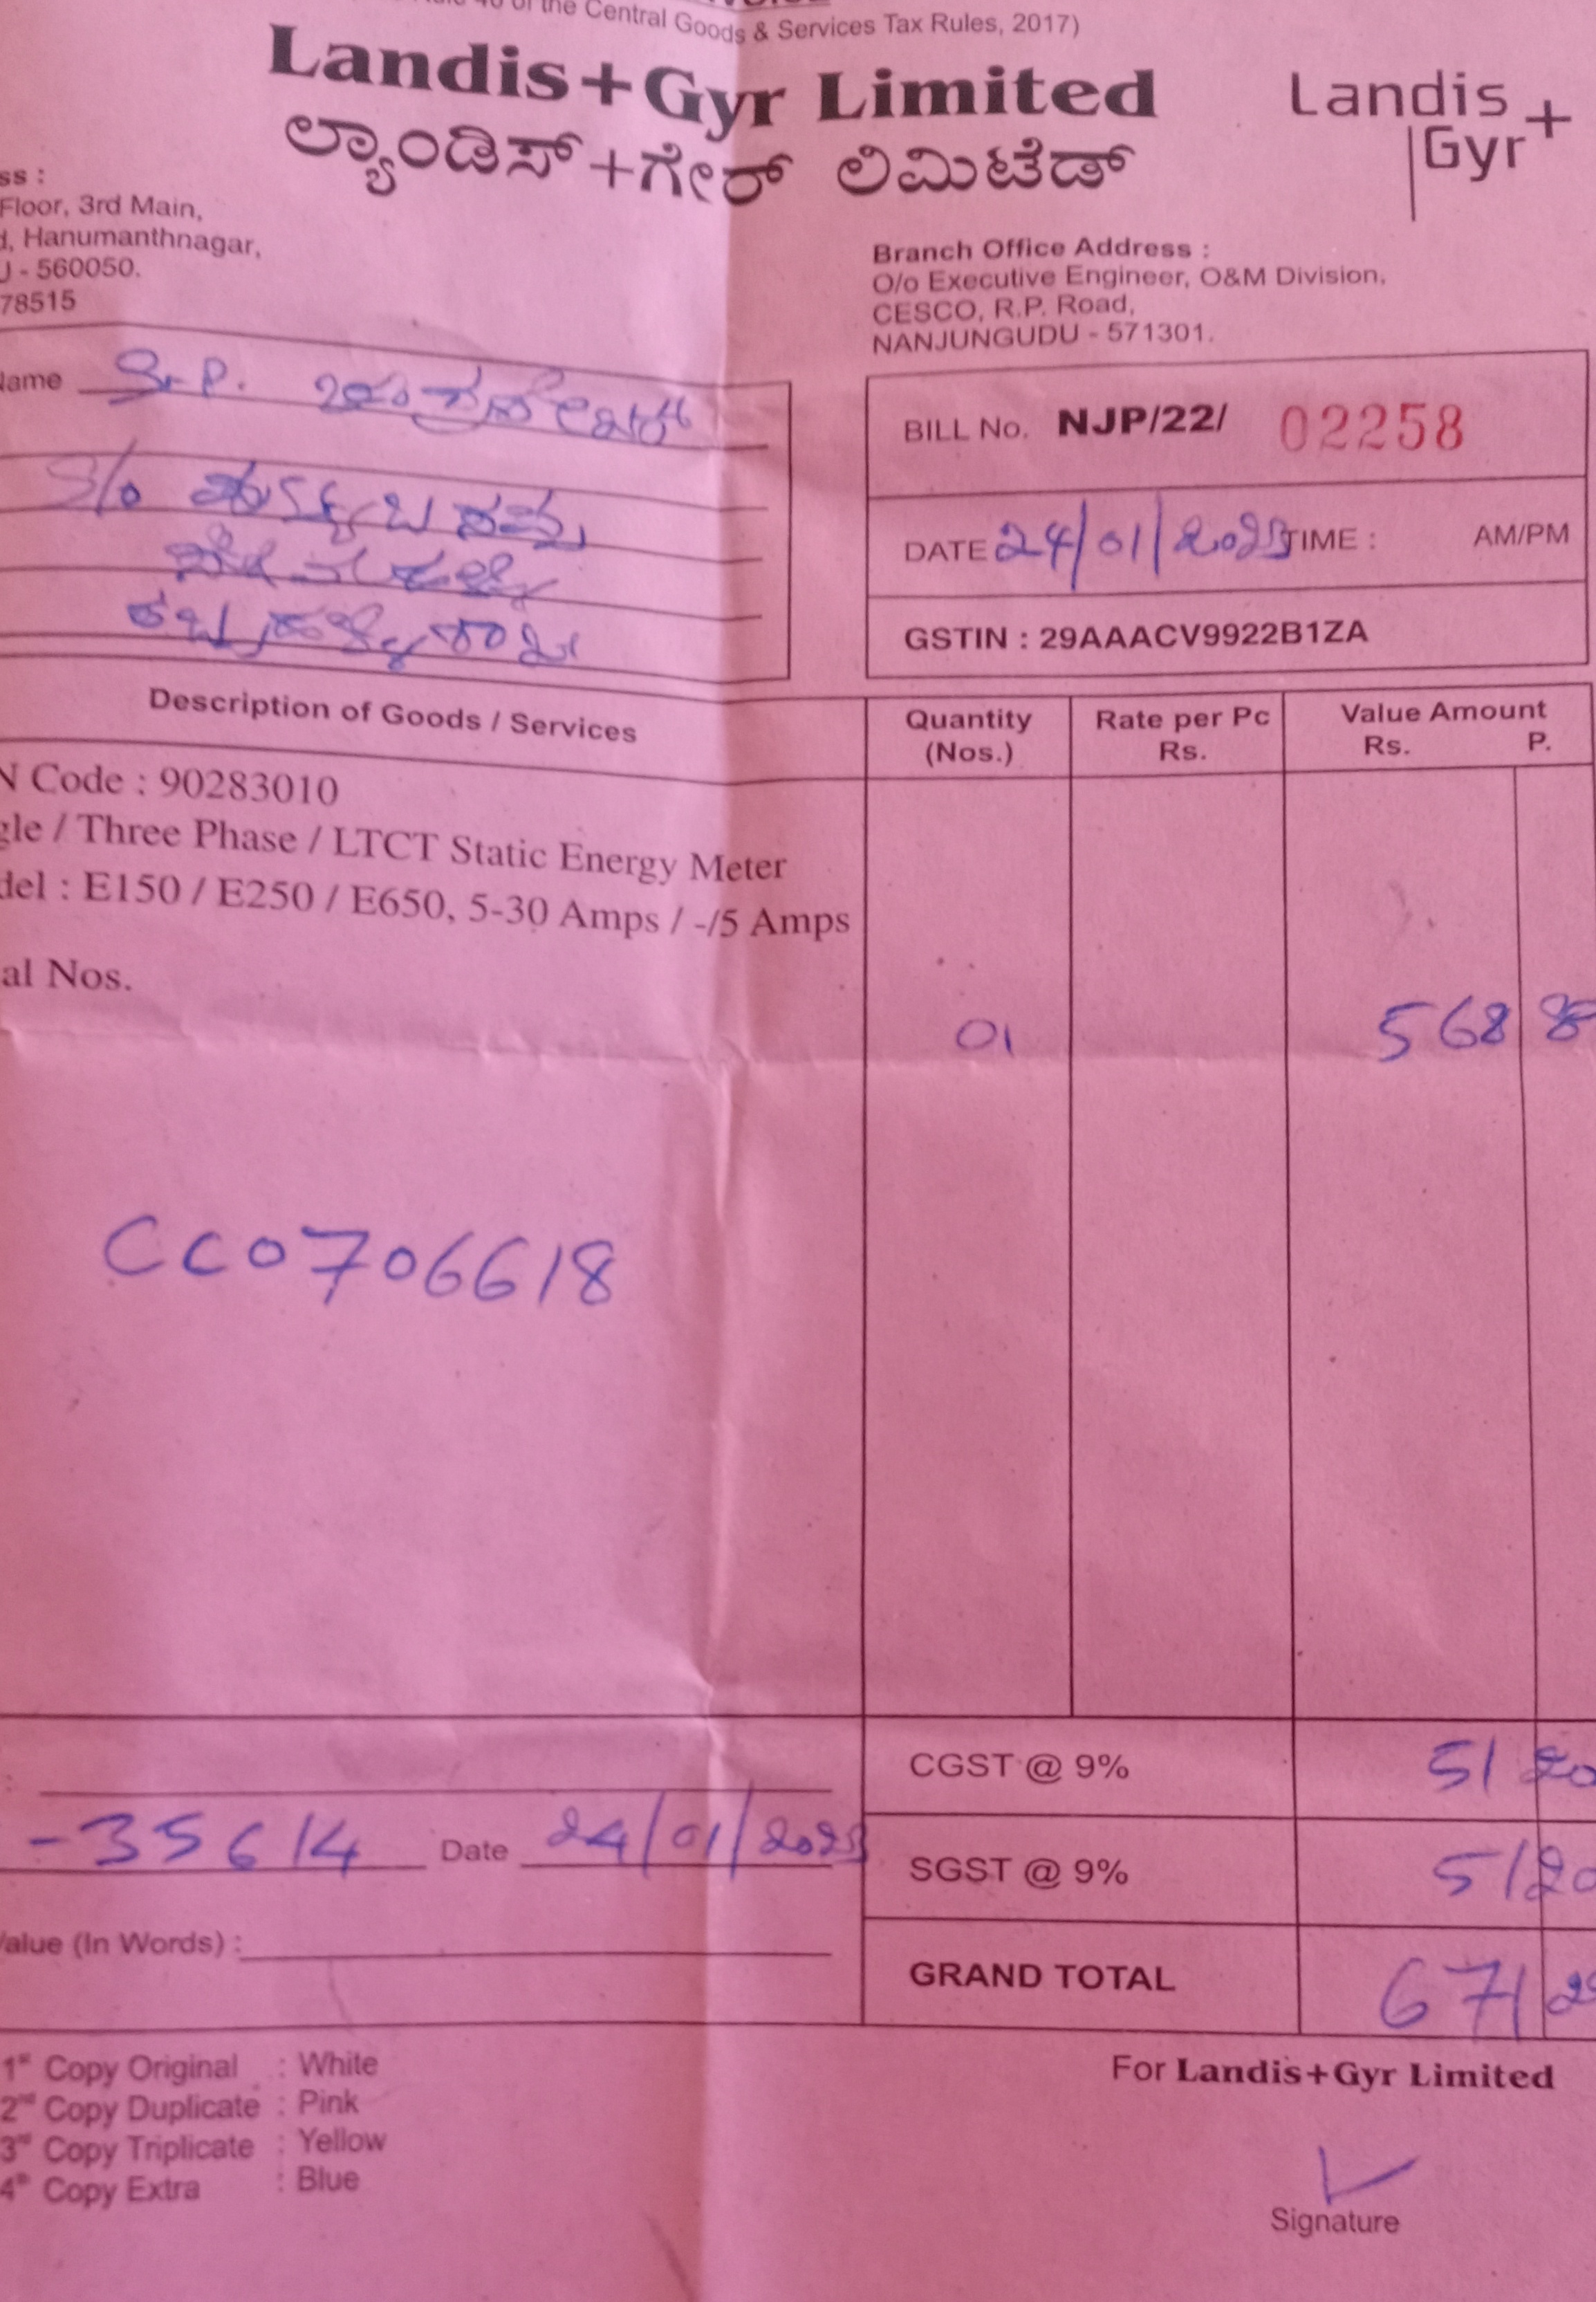 of the Central Goods & Services Tax Rules, 2017)
Landis+Gyr Limited
ಲ್ಯಾಂಡಿಸ್+ಗೇರ್ ಲಿಮಿಟೆಡ್
Landis
Gyr+
ss :
Floor, 3rd Main,
d, Hanumanthnagar,
U - 560050.
78515
Branch Office Address :
O/o Executive Engineer, O&M Division,
CESCO, R.P. Road,
NANJUNGUDU - 571301.
Name S.P.
S/o
BILL No. NJP/22/ 02258
DATE 24/01/2023 TIME : AM/PM
GSTIN : 29AAACV9922B1ZA
Description of Goods / Services
Quantity (Nos.)
Rate per Pc Rs.
Value Amount Rs. P.
N Code : 90283010
gle / Three Phase / LTCT Static Energy Meter
del : E150 / E250 / E650, 5-30 Amps / -/5 Amps
al Nos.
01 568
CC0706618
CGST @ 9% 51 20
-35614 Date 24/01/2023
SGST @ 9% 51 20
Value (In Words) :
GRAND TOTAL 671
1st Copy Original : White
2nd Copy Duplicate : Pink
3rd Copy Triplicate : Yellow
4th Copy Extra : Blue
For Landis+Gyr Limited
Signature